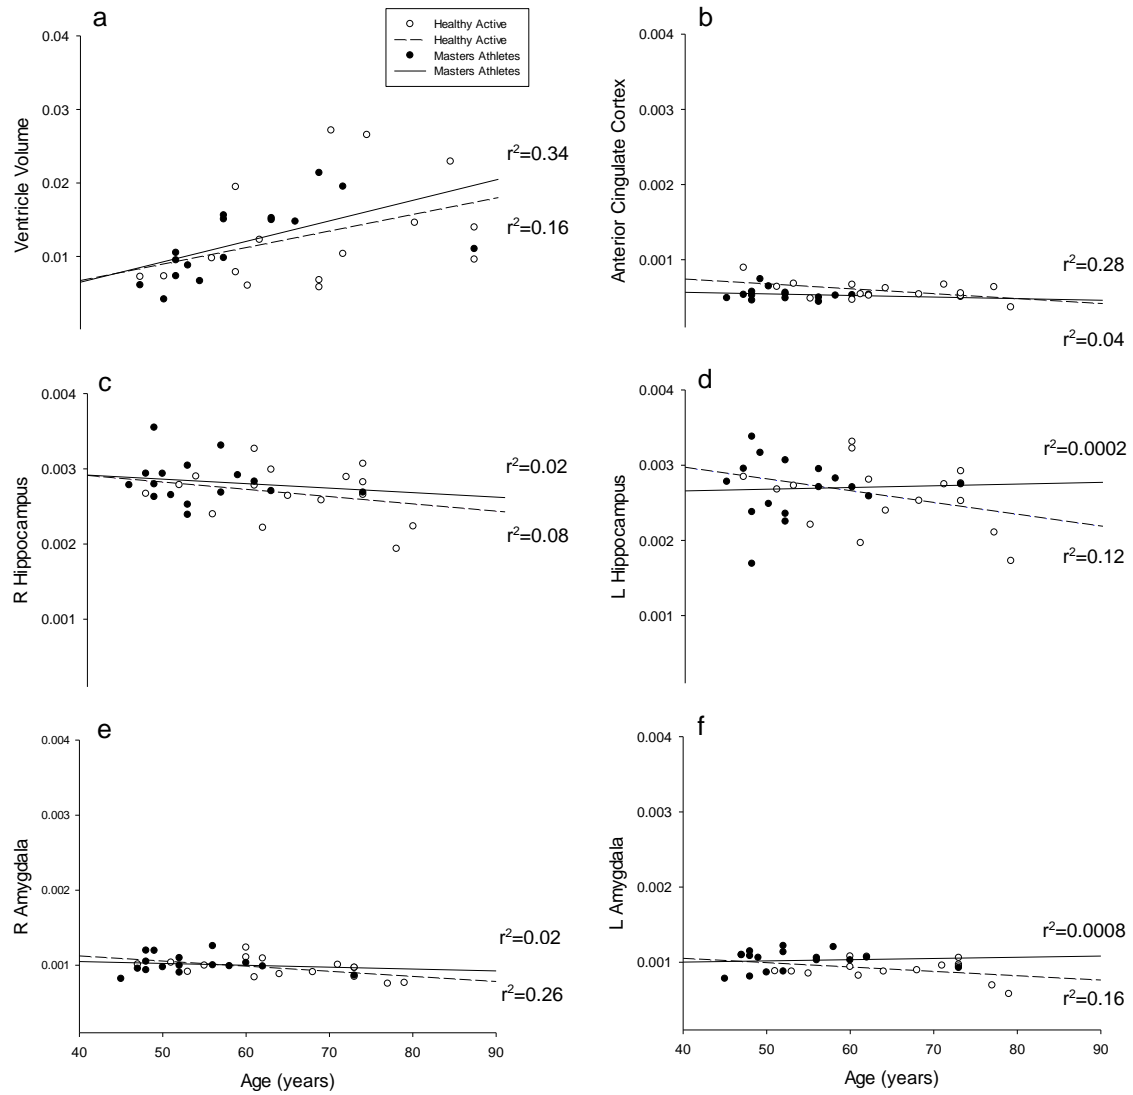 a
Healthy Active
Healthy Active
Masters Athletes
Masters Athletes
Ventricle Volume
0.04
0.03
0.02
0.01
r²=0.34
r²=0.16
b
Anterior Cingulate Cortex
0.004
0.003
0.002
0.001
r²=0.28
r²=0.04
c
R Hippocampus
0.004
0.003
0.002
0.001
r²=0.02
r²=0.08
d
L Hippocampus
0.004
0.003
0.002
0.001
r²=0.0002
r²=0.12
e
R Amygdala
0.004
0.003
0.002
0.001
r²=0.02
r²=0.26
40 50 60 70 80 90
Age (years)
f
L Amygdala
0.004
0.003
0.002
0.001
r²=0.0008
r²=0.16
40 50 60 70 80 90
Age (years)